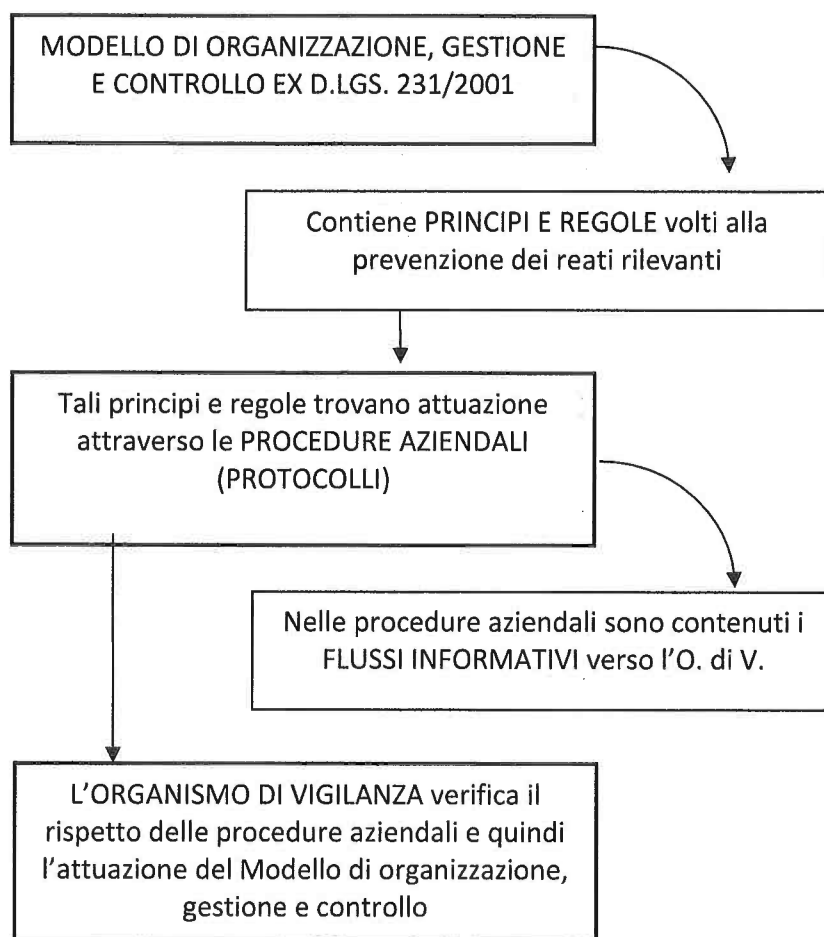 MODELLO DI ORGANIZZAZIONE, GESTIONE
E CONTROLLO EX D.LGS. 231/2001
Contiene PRINCIPI E REGOLE volti alla
prevenzione dei reati rilevanti
Tali principi e regole trovano attuazione
attraverso le PROCEDURE AZIENDALI
(PROTOCOLLI)
Nelle procedure aziendali sono contenuti i
FLUSSI INFORMATIVI verso l'O. di V.
L'ORGANISMO DI VIGILANZA verifica il
rispetto delle procedure aziendali e quindi
l'attuazione del Modello di organizzazione,
gestione e controllo